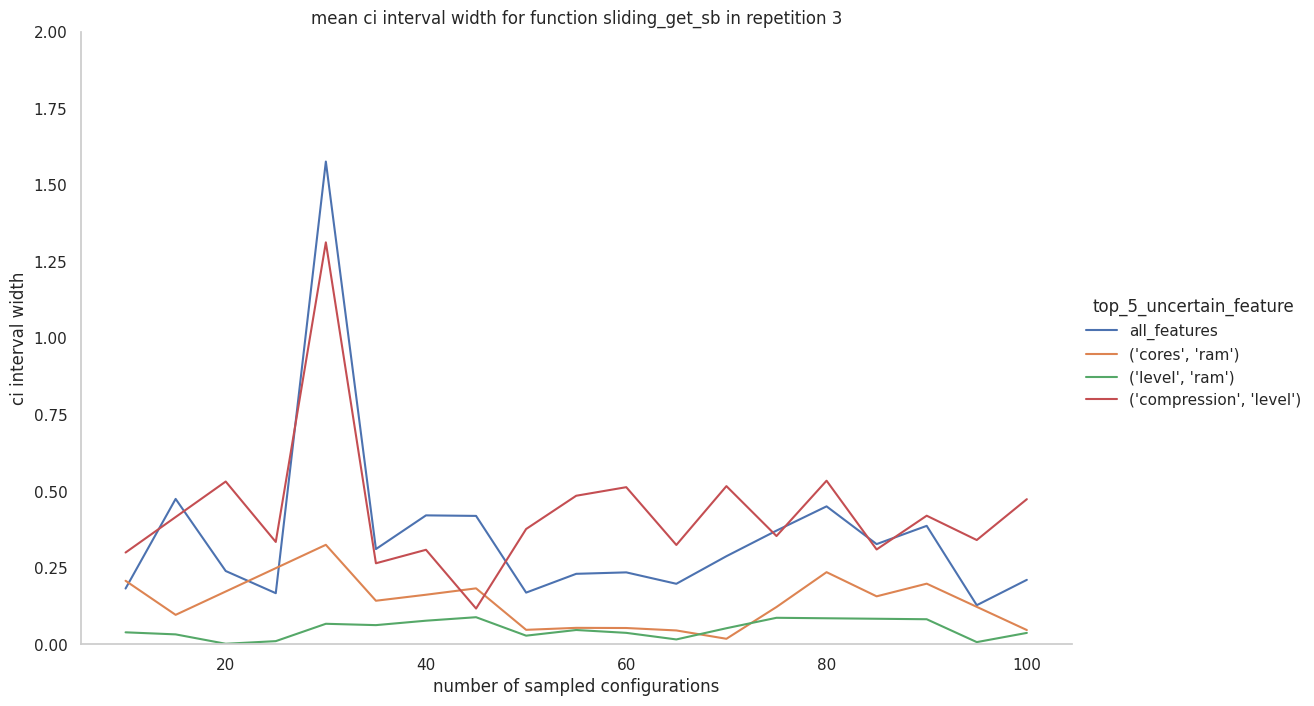 mean ci interval width for function sliding_get_sb in repetition 3
2.00
1.75
1.50
1.25
1.00
0.75
0.50
0.25
0.00
ci interval width
20
40
60
80
100
number of sampled configurations
top_5_uncertain_feature
all_features
('cores', 'ram')
('level', 'ram')
('compression', 'level')